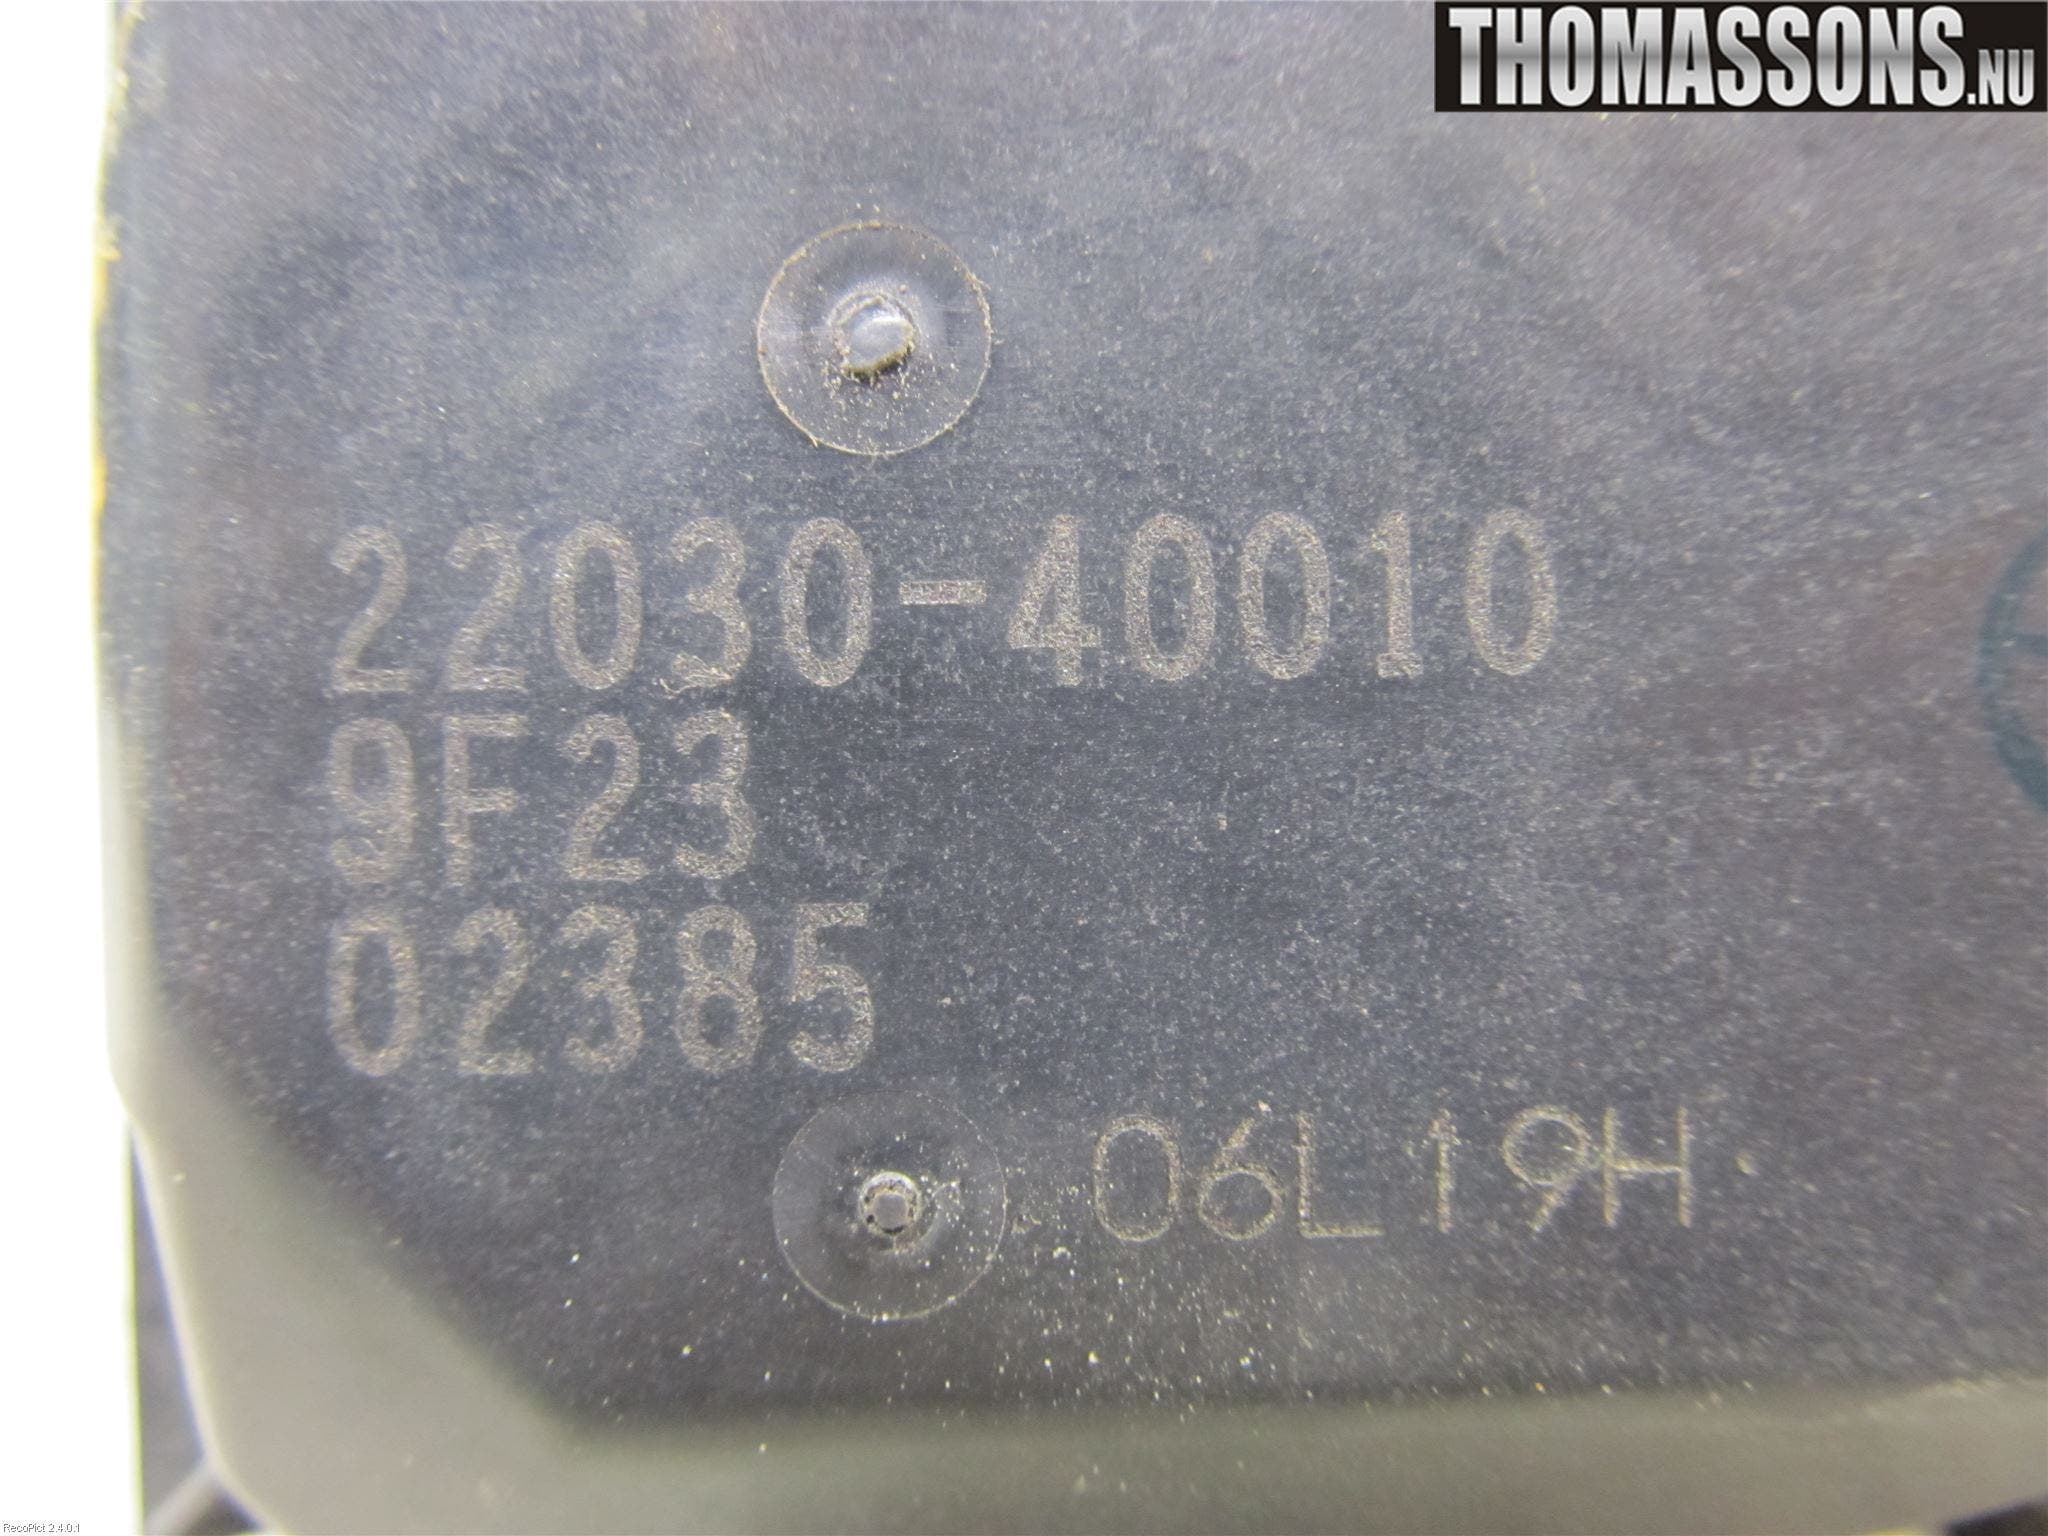 THOMASSONS.NU
22030-40010
9F23
02385
06L19H
RecoPict 2.4.0.1